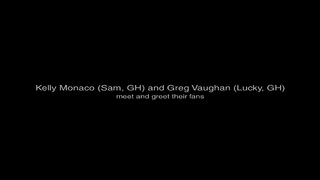 Kelly Monaco (Sam, GH) and Greg Vaughan (Lucky, GH)
meet and greet their fans